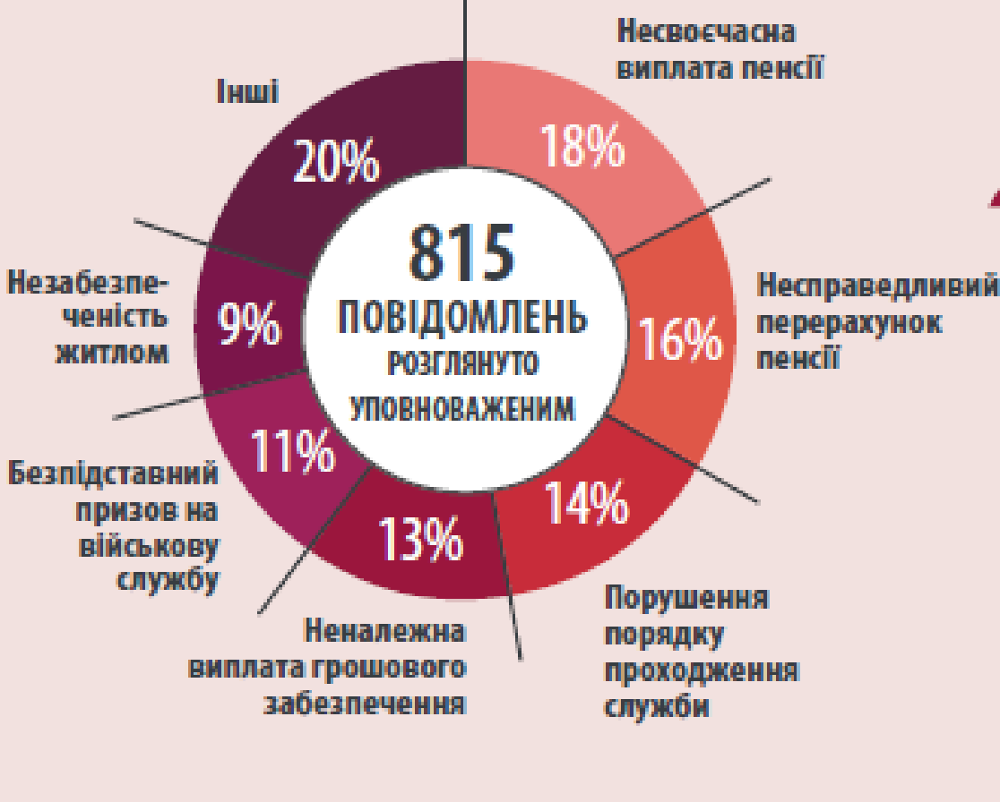 Несвоєчасна
виплата пенсії
18%
Несправедливий
перерахунок
пенсії
16%
Порушення
порядку
проходження
служби
14%
Неналежна
виплата грошового
забезпечення
13%
Безпідставний
призов на
військову
службу
11%
Незабезпе-
ченість
житлом
9%
Інші
20%
815
ПОВІДОМЛЕНЬ
РОЗГЛЯНУТО
УПОВНОВАЖЕНИМ